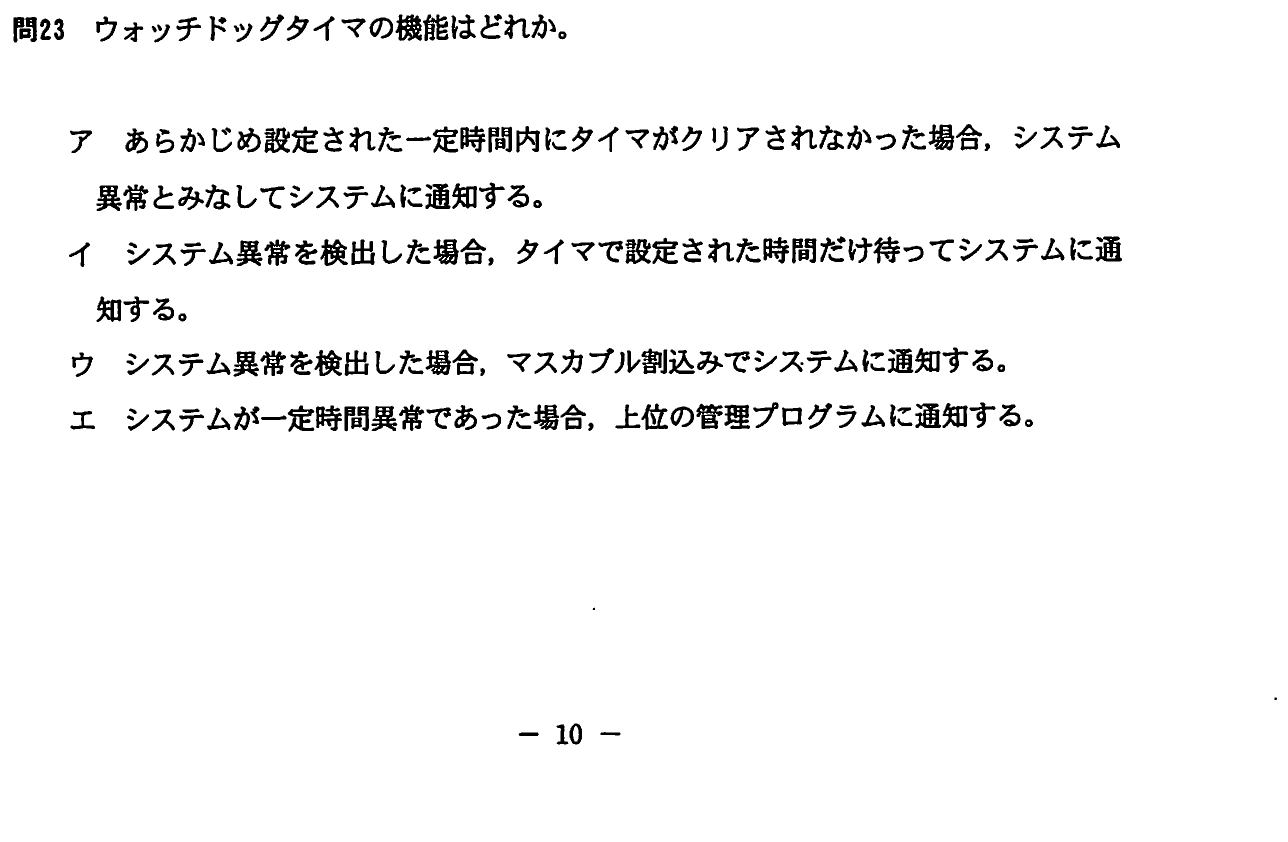 問23　ウォッチドッグタイマの機能はどれか。
ア　あらかじめ設定された一定時間内にタイマがクリアされなかった場合，システム
異常とみなしてシステムに通知する。
イ　システム異常を検出した場合，タイマで設定された時間だけ待ってシステムに通
知する。
ウ　システム異常を検出した場合，マスカブル割込みでシステムに通知する。
エ　システムが一定時間異常であった場合，上位の管理プログラムに通知する。
－ 10 －